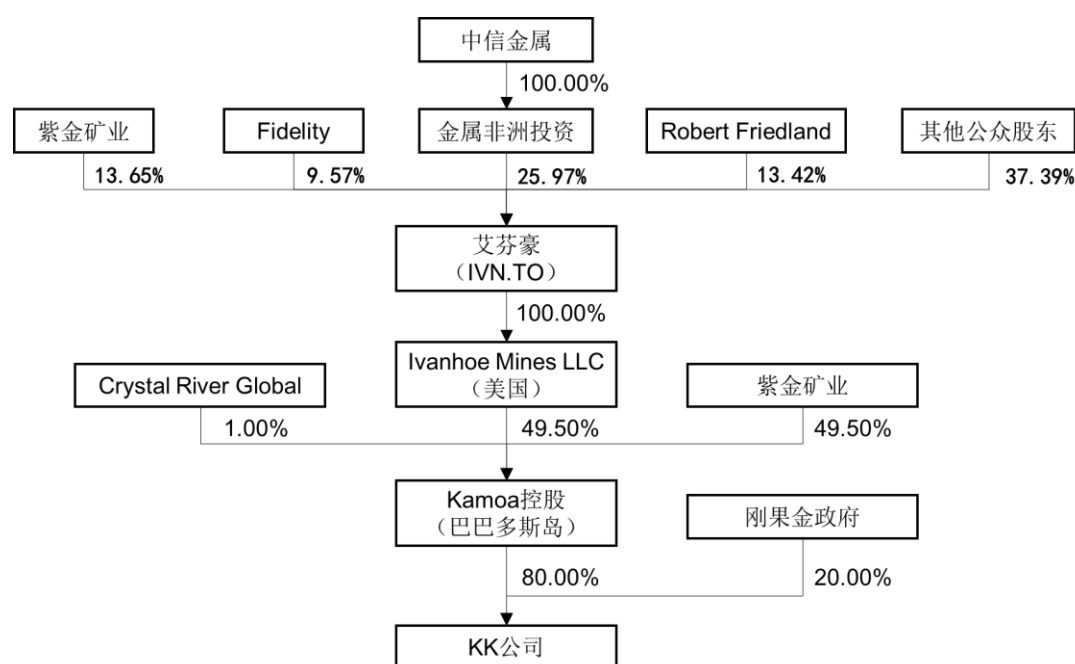 中信金属
100.00%
紫金矿业
Fidelity
金属非洲投资
Robert Friedland
其他公众股东
13.65%
9.57%
25.97%
13.42%
37.39%
艾芬豪
（IVN.TO）
100.00%
Ivanhoe Mines LLC
（美国）
Crystal River Global
紫金矿业
1.00%
49.50%
49.50%
Kamoa控股
（巴巴多斯岛）
刚果金政府
80.00%
20.00%
KK公司